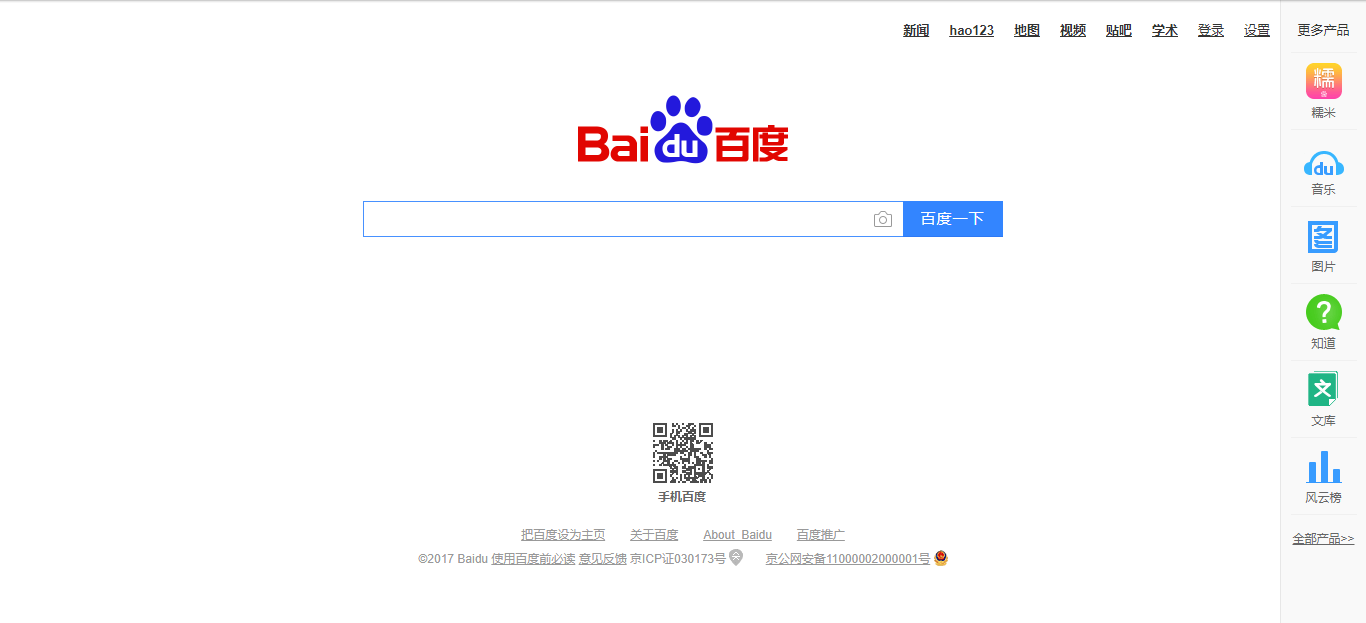 新闻 hao123 地图 视频 贴吧 学术 登录 设置 更多产品
Bai du 百度
百度一下
糯
糯米
du
音乐
图片
?
知道
文
文库
风云榜
全部产品>>
手机百度
把百度设为主页 关于百度 About Baidu 百度推广
©2017 Baidu 使用百度前必读 意见反馈 京ICP证030173号 京公网安备11000002000001号